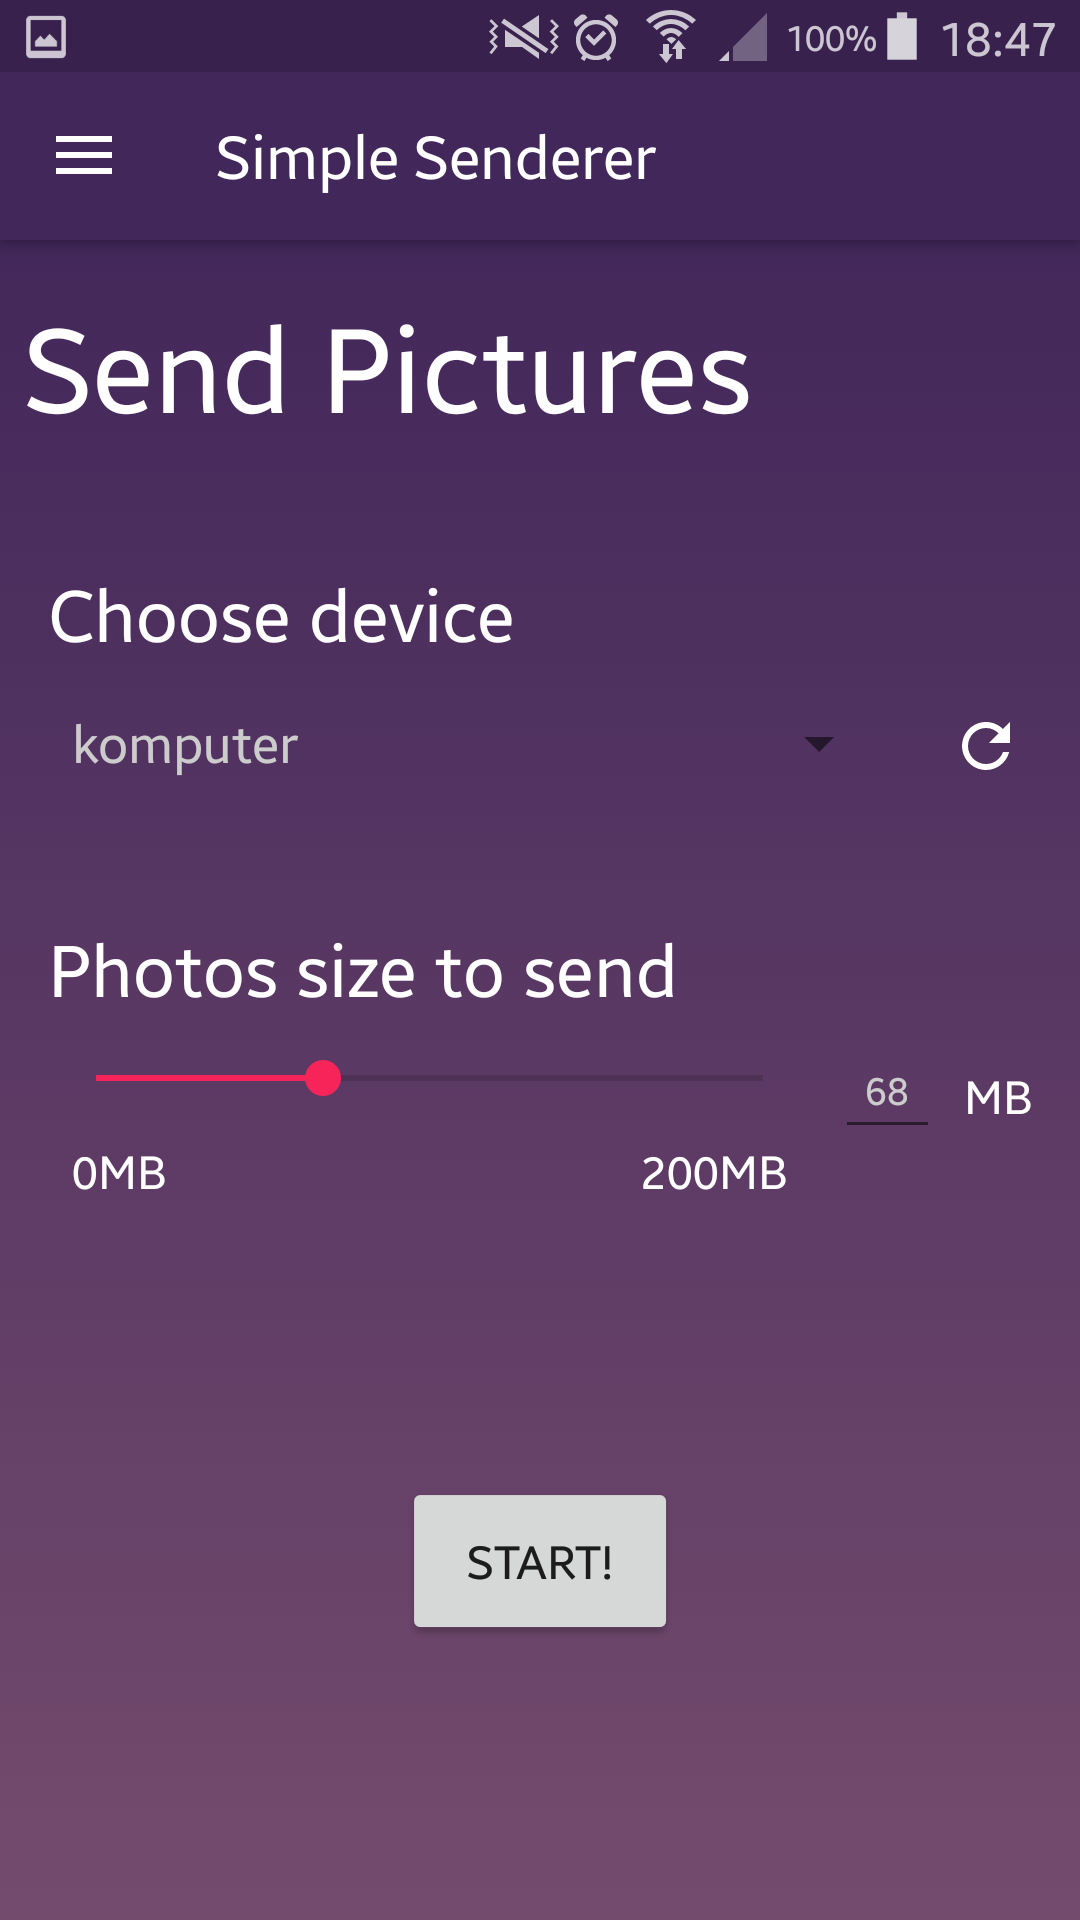 100% 18:47
Simple Senderer
Send Pictures
Choose device
komputer
Photos size to send
68 MB
0MB 200MB
START!